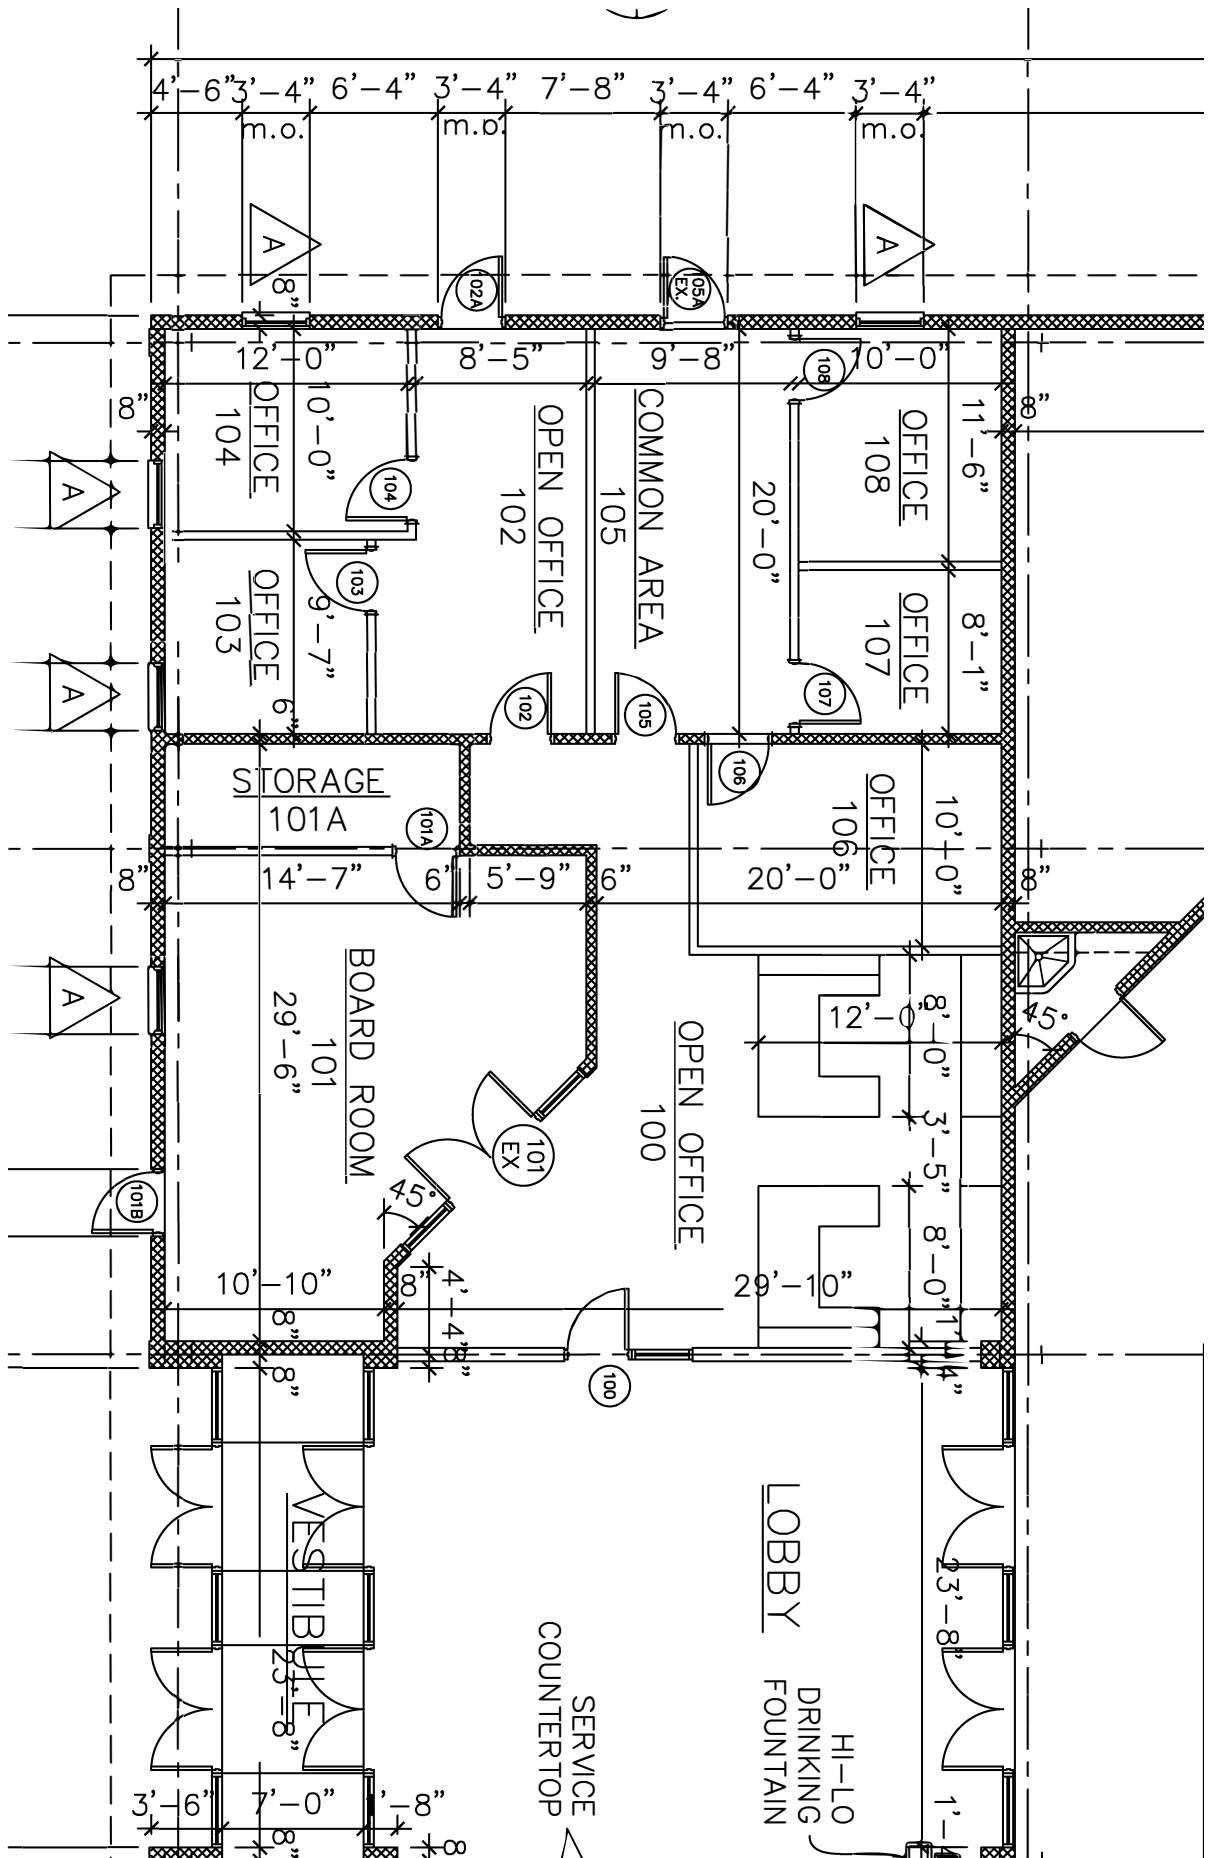 4'-6"
3'-4"
6'-4"
3'-4"
7'-8"
3'-4"
6'-4"
3'-4"
m.o.
m.o.
m.o.
m.o.
A
A
8"
102A
105A
EX.
12'-0"
8'-5"
9'-8"
10'-0"
108
8"
8"
OFFICE
104
10'-0"
OPEN OFFICE
102
COMMON AREA
105
OFFICE
108
11'-6"
A
104
20'-0"
103
OFFICE
103
9'-7"
OFFICE
107
8'-1"
A
6"
102
105
107
STORAGE
101A
101A
106
OFFICE
106
10'-0"
8"
14'-7"
6"
5'-9"
6"
20'-0"
8"
A
BOARD ROOM
101
29'-6"
OPEN OFFICE
100
12'-0"
8'-0"
45°
3'-5"
101
EX
101B
45°
8'-0"
10'-10"
8"
4'-4"
29'-10"
8"
8"
8"
100
VESTIBULE
23'-8"
LOBBY
23'-8"
SERVICE
COUNTERTOP
HI-LO
DRINKING
FOUNTAIN
3'-6"
7'-0"
1'-8"
8"
8